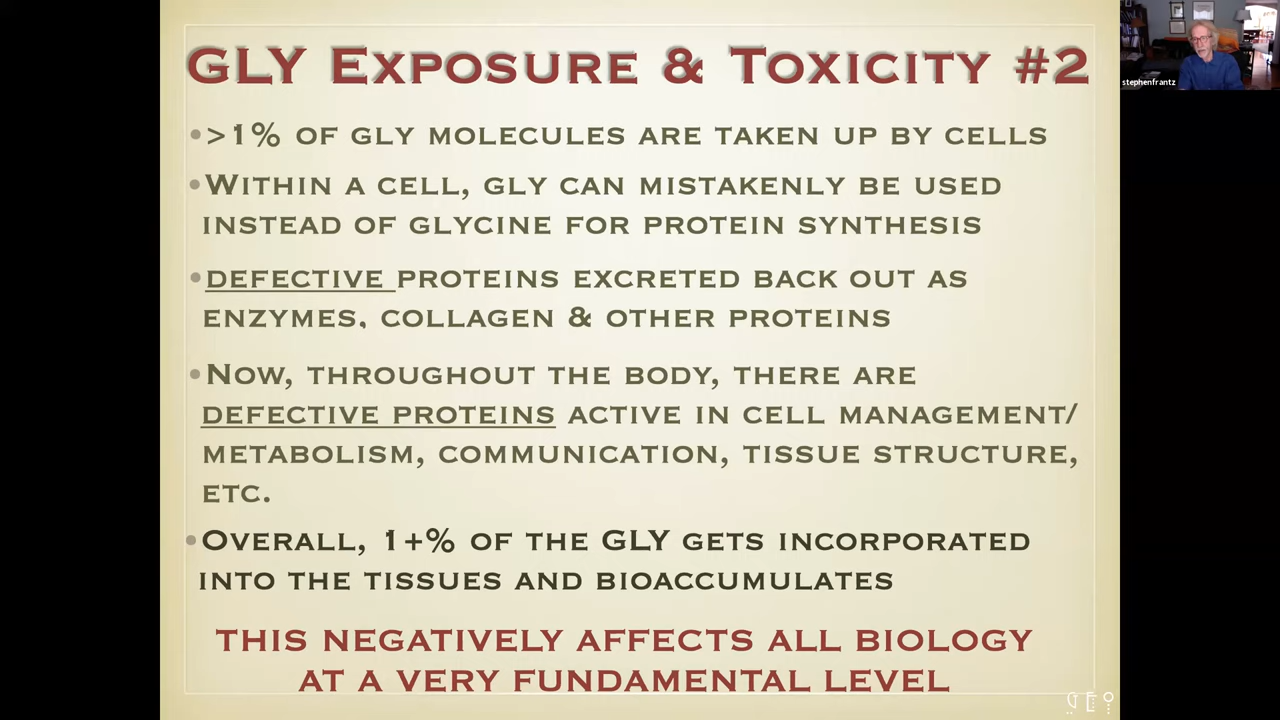 GLY Exposure & Toxicity #2
•>1% of gly molecules are taken up by cells
•Within a cell, gly can mistakenly be used
instead of glycine for protein synthesis
•defective proteins excreted back out as
enzymes, collagen & other proteins
•Now, throughout the body, there are
defective proteins active in cell management/
metabolism, communication, tissue structure,
etc.
•Overall, 1+% of the GLY gets incorporated
into the tissues and bioaccumulates
THIS NEGATIVELY AFFECTS ALL BIOLOGY
AT A VERY FUNDAMENTAL LEVEL
stephenfrantz